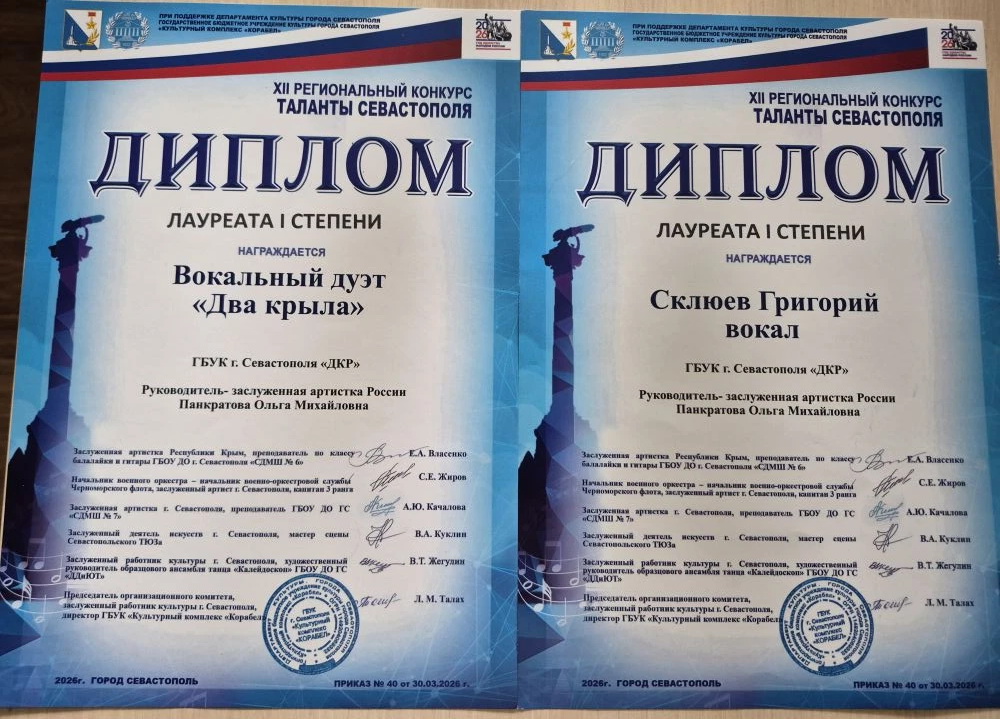 ПРИ ПОДДЕРЖКЕ ДЕПАРТАМЕНТА КУЛЬТУРЫ ГОРОДА СЕВАСТОПОЛЯ
ГОСУДАРСТВЕННОЕ БЮДЖЕТНОЕ УЧРЕЖДЕНИЕ КУЛЬТУРЫ ГОРОДА СЕВАСТОПОЛЯ
«КУЛЬТУРНЫЙ КОМПЛЕКС «КОРАБЕЛ»
2026
XII РЕГИОНАЛЬНЫЙ КОНКУРС
ТАЛАНТЫ СЕВАСТОПОЛЯ
ДИПЛОМ
ЛАУРЕАТА I СТЕПЕНИ
НАГРАЖДАЕТСЯ
Вокальный дуэт
«Два крыла»
ГБУК г. Севастополя «ДКР»
Руководитель- заслуженная артистка России
Панкратова Ольга Михайловна
Заслуженная артистка Республики Крым, преподаватель по классу
балалайки и гитары ГБОУ ДО г. Севастополя «СДМШ № 6»
Е.А. Власенко
Начальник военного оркестра – начальник военно-оркестровой службы
Черноморского флота, заслуженный артист г. Севастополя, капитан 3 ранга
С.Е. Жиров
Заслуженная артистка г. Севастополя, преподаватель ГБОУ ДО ГС
«СДМШ № 7»
А.Ю. Качалова
Заслуженный деятель искусств г. Севастополя, мастер сцены
Севастопольского ТЮЗа
В.А. Куклин
Заслуженный работник культуры г. Севастополя, художественный
руководитель образцового ансамбля танца «Калейдоскоп» ГБОУ ДО ГС
«ДДиЮТ»
В.Т. Жегулин
Председатель организационного комитета,
заслуженный работник культуры г. Севастополя,
директор ГБУК «Культурный комплекс «Корабел»
Л. М. Талах
ГБУК
г. Севастополя
«Культурный
комплекс
«КОРАБЕЛ»
2026г. ГОРОД СЕВАСТОПОЛЬ
ПРИКАЗ № 40 от 30.03.2026 г.
ПРИ ПОДДЕРЖКЕ ДЕПАРТАМЕНТА КУЛЬТУРЫ ГОРОДА СЕВАСТОПОЛЯ
ГОСУДАРСТВЕННОЕ БЮДЖЕТНОЕ УЧРЕЖДЕНИЕ КУЛЬТУРЫ ГОРОДА СЕВАСТОПОЛЯ
«КУЛЬТУРНЫЙ КОМПЛЕКС «КОРАБЕЛ»
2026
XII РЕГИОНАЛЬНЫЙ КОНКУРС
ТАЛАНТЫ СЕВАСТОПОЛЯ
ДИПЛОМ
ЛАУРЕАТА I СТЕПЕНИ
НАГРАЖДАЕТСЯ
Склюев Григорий
вокал
ГБУК г. Севастополя «ДКР»
Руководитель- заслуженная артистка России
Панкратова Ольга Михайловна
Заслуженная артистка Республики Крым, преподаватель по классу
балалайки и гитары ГБОУ ДО г. Севастополя «СДМШ № 6»
Е.А. Власенко
Начальник военного оркестра – начальник военно-оркестровой службы
Черноморского флота, заслуженный артист г. Севастополя, капитан 3 ранга
С.Е. Жиров
Заслуженная артистка г. Севастополя, преподаватель ГБОУ ДО ГС
«СДМШ № 7»
А.Ю. Качалова
Заслуженный деятель искусств г. Севастополя, мастер сцены
Севастопольского ТЮЗа
В.А. Куклин
Заслуженный работник культуры г. Севастополя, художественный
руководитель образцового ансамбля танца «Калейдоскоп» ГБОУ ДО ГС
«ДДиЮТ»
В.Т. Жегулин
Председатель организационного комитета,
заслуженный работник культуры г. Севастополя,
директор ГБУК «Культурный комплекс «Корабел»
Л. М. Талах
ГБУК
г. Севастополя
«Культурный
комплекс
«КОРАБЕЛ»
2026г. ГОРОД СЕВАСТОПОЛЬ
ПРИКАЗ № 40 от 30.03.2026 г.